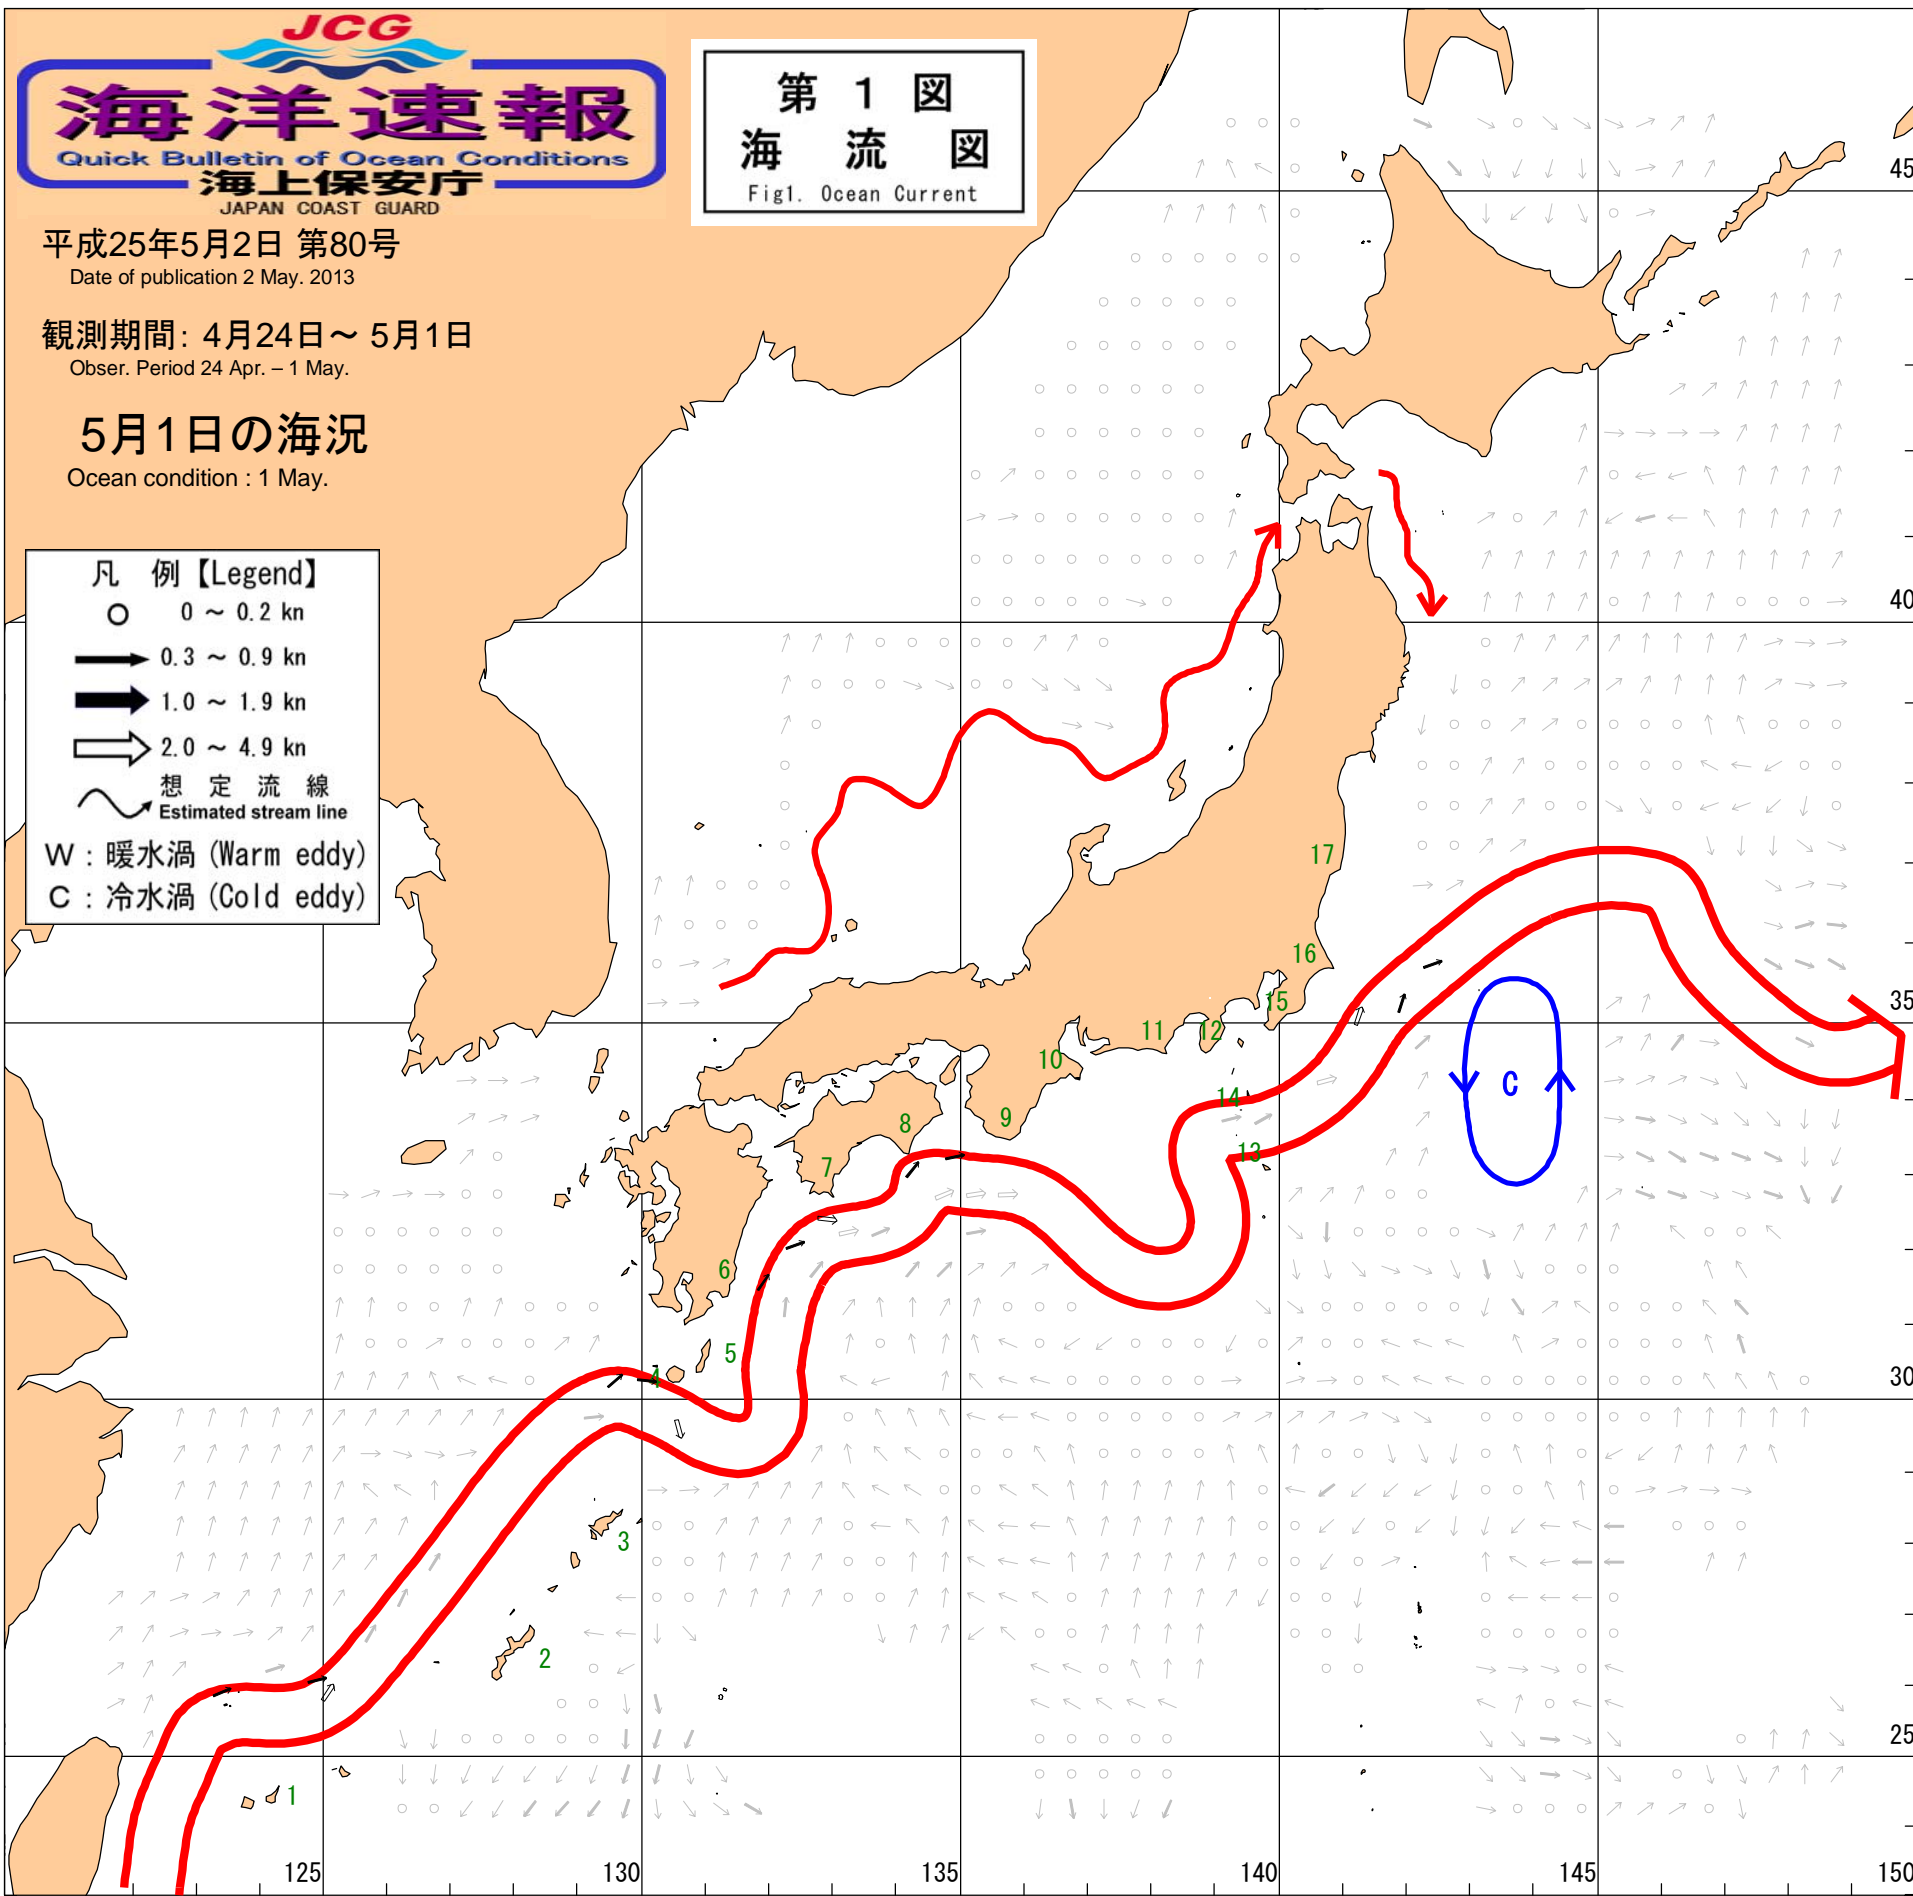 JCG
海洋速報
Quick Bulletin of Ocean Conditions
海上保安庁
JAPAN COAST GUARD
第 1 図
海 流 図
Fig1. Ocean Current
平成25年5月2日 第80号
Date of publication 2 May. 2013
観測期間: 4月24日～ 5月1日
Obser. Period 24 Apr. – 1 May.
5月1日の海況
Ocean condition : 1 May.
凡 例【Legend】
0 ～ 0.2 kn
0.3 ～ 0.9 kn
1.0 ～ 1.9 kn
2.0 ～ 4.9 kn
想 定 流 線
Estimated stream line
W : 暖水渦 (Warm eddy)
C : 冷水渦 (Cold eddy)
45
40
17
16
15
35
12
11
10
C
14
9
8
13
7
6
5
4
30
3
2
25
1
125
130
135
140
145
150